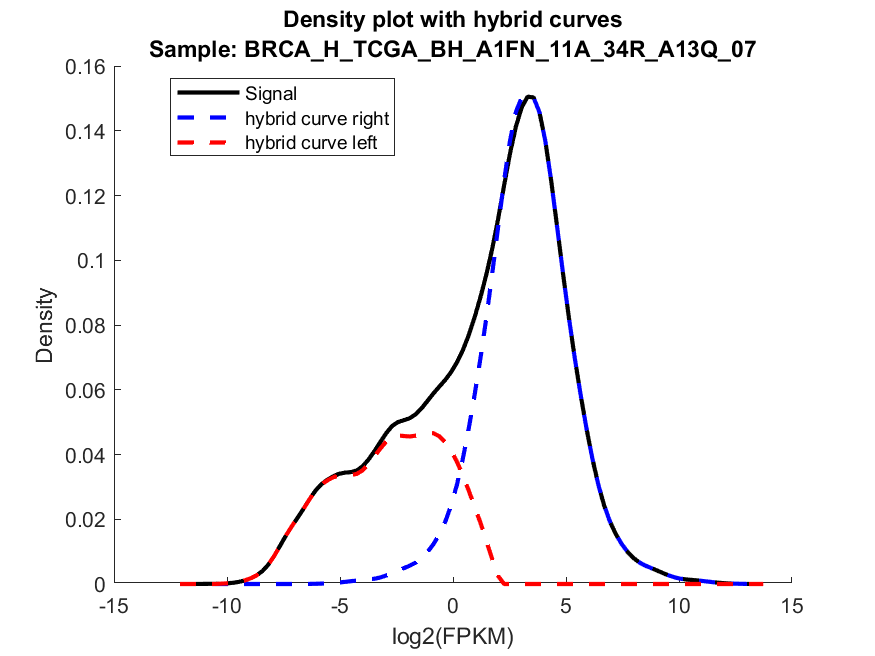 Density plot with hybrid curves
Sample: BRCA_H_TCGA_BH_A1FN_11A_34R_A13Q_07
0.16
Signal
hybrid curve right
hybrid curve left
0.14
0.12
0.1
0.08
0.06
0.04
0.02
0
Density
-15
-10
-5
0
5
10
15
log2(FPKM)